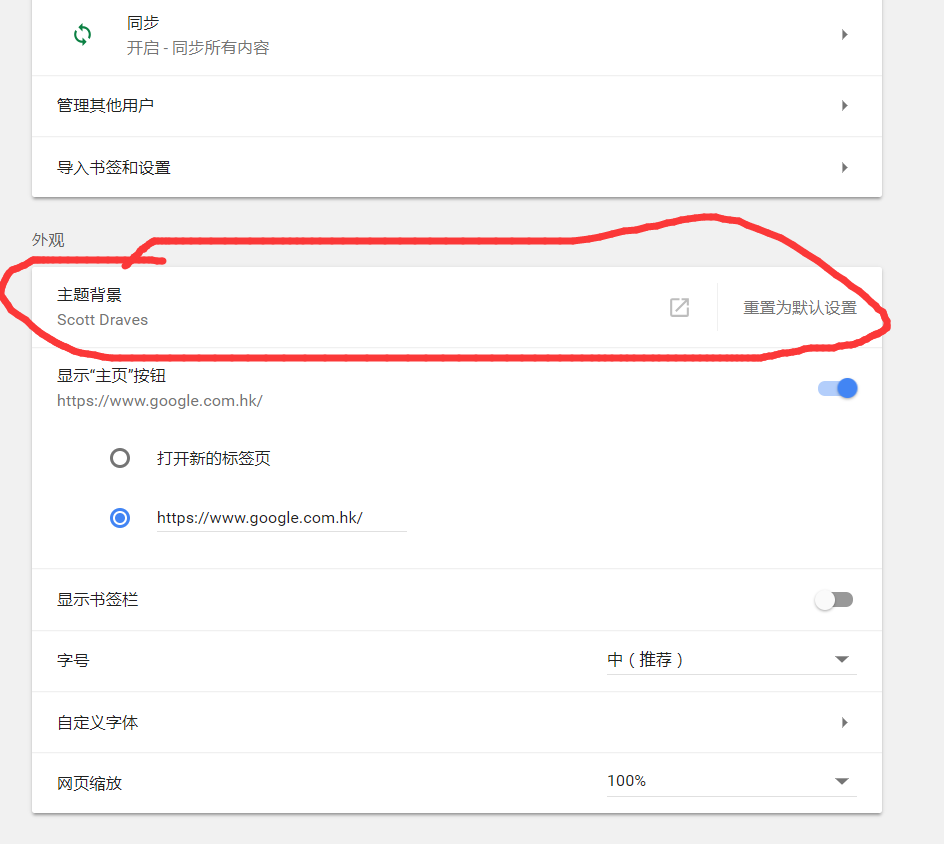 同步
开启 - 同步所有内容
管理其他用户
导入书签和设置
外观
主题背景
Scott Draves
重置为默认设置
显示“主页”按钮
https://www.google.com.hk/
打开新的标签页
https://www.google.com.hk/
显示书签栏
字号
中（推荐）
自定义字体
网页缩放
100%